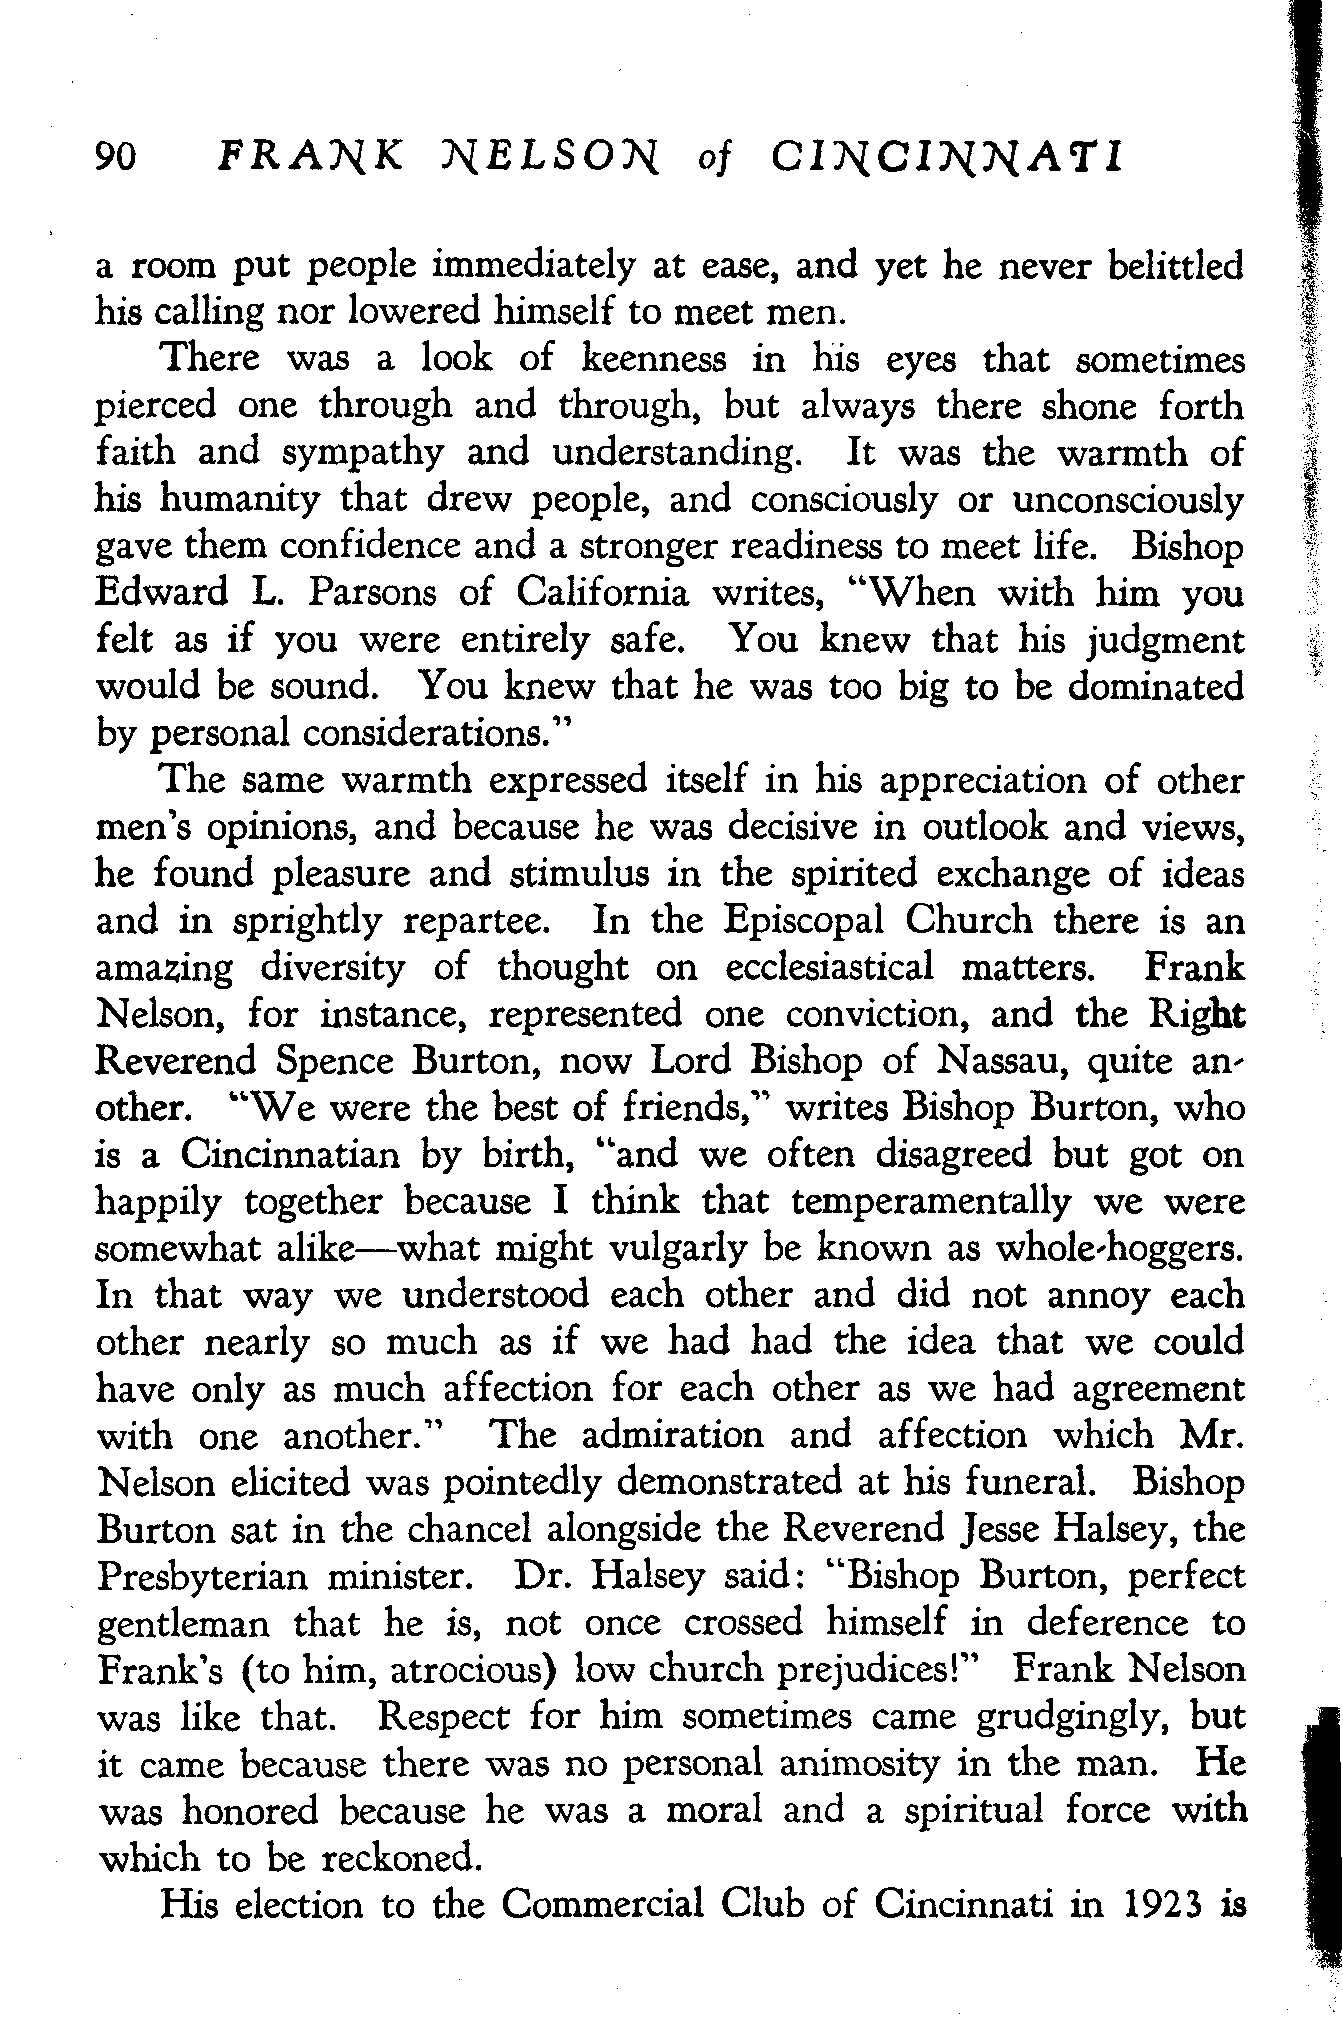 90 FRANK NELSON of CINCINNATI
a room put people immediately at ease, and yet he never belittled
his calling nor lowered himself to meet men.
There was a look of keenness in his eyes that sometimes
pierced one through and through, but always there shone forth
faith and sympathy and understanding. It was the warmth of
his humanity that drew people, and consciously or unconsciously
gave them confidence and a stronger readiness to meet life. Bishop
Edward L. Parsons of California writes, “When with him you
felt as if you were entirely safe. You knew that his judgment
would be sound. You knew that he was too big to be dominated
by personal considerations.”
The same warmth expressed itself in his appreciation of other
men's opinions, and because he was decisive in outlook and views,
he found pleasure and stimulus in the spirited exchange of ideas
and in sprightly repartee. In the Episcopal Church there is an
amazing diversity of thought on ecclesiastical matters. Frank
Nelson, for instance, represented one conviction, and the Right
Reverend Spence Burton, now Lord Bishop of Nassau, quite an-
other. “We were the best of friends,” writes Bishop Burton, who
is a Cincinnatian by birth, “and we often disagreed but got on
happily together because I think that temperamentally we were
somewhat alike—what might vulgarly be known as whole-hoggers.
In that way we understood each other and did not annoy each
other nearly so much as if we had had the idea that we could
have only as much affection for each other as we had agreement
with one another.” The admiration and affection which Mr.
Nelson elicited was pointedly demonstrated at his funeral. Bishop
Burton sat in the chancel alongside the Reverend Jesse Halsey, the
Presbyterian minister. Dr. Halsey said: “Bishop Burton, perfect
gentleman that he is, not once crossed himself in deference to
Frank's (to him, atrocious) low church prejudices!” Frank Nelson
was like that. Respect for him sometimes came grudgingly, but
it came because there was no personal animosity in the man. He
was honored because he was a moral and a spiritual force with
which to be reckoned.
His election to the Commercial Club of Cincinnati in 1923 is